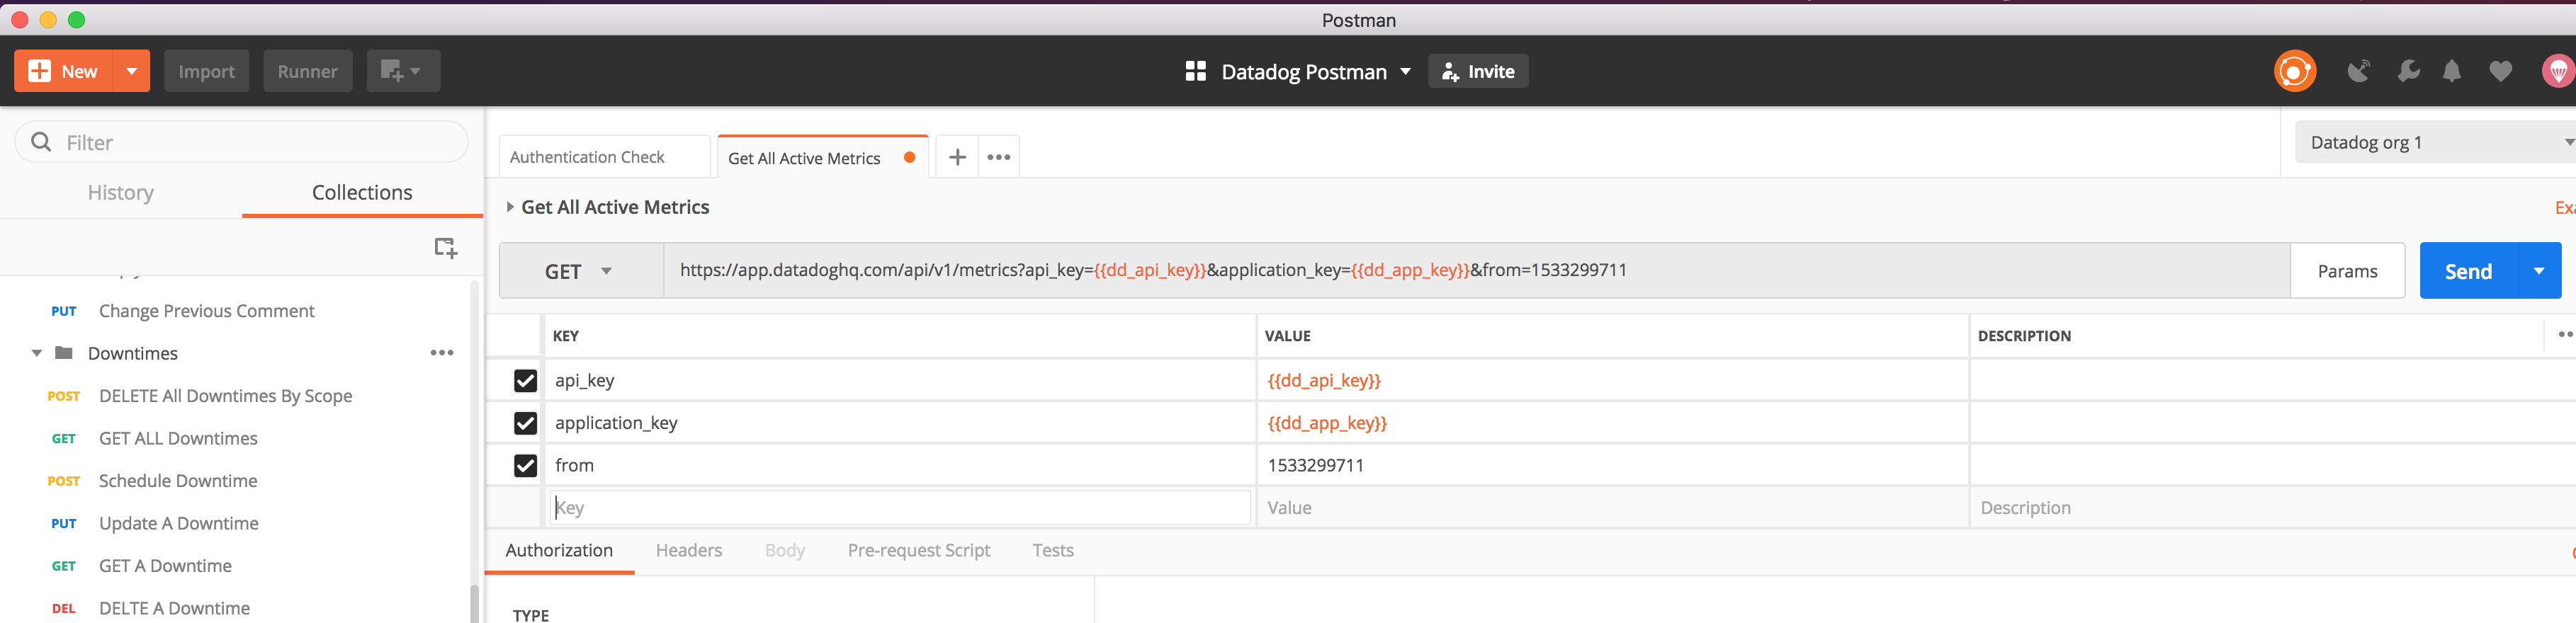 Postman
New
Import
Runner
Datadog Postman
Invite
Filter
History
Collections
PUT Change Previous Comment
Downtimes
POST DELETE All Downtimes By Scope
GET GET ALL Downtimes
POST Schedule Downtime
PUT Update A Downtime
GET GET A Downtime
DEL DELTE A Downtime
Authentication Check
Get All Active Metrics
Datadog org 1
Get All Active Metrics
GET https://app.datadoghq.com/api/v1/metrics?api_key={{dd_api_key}}&application_key={{dd_app_key}}&from=1533299711
Params
Send
KEY VALUE DESCRIPTION
api_key {{dd_api_key}}
application_key {{dd_app_key}}
from 1533299711
Key Value Description
Authorization Headers Body Pre-request Script Tests
TYPE